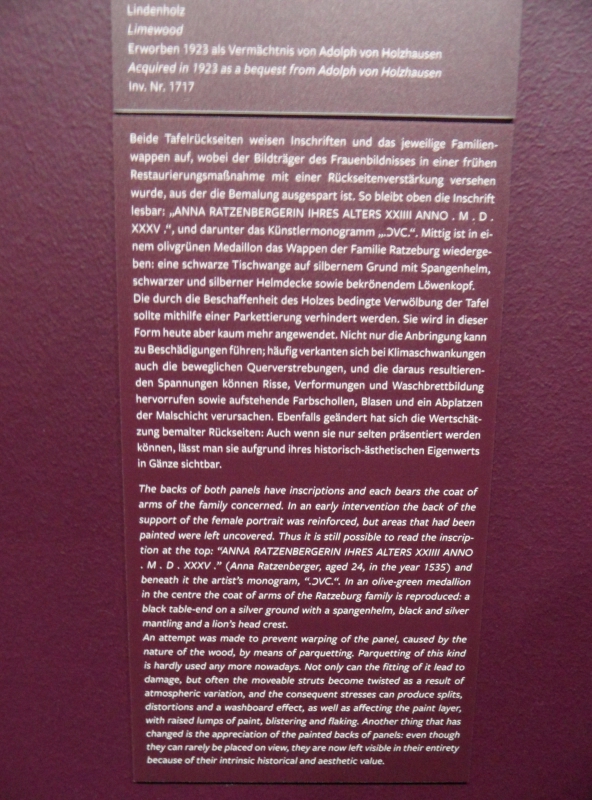 Lindenholz
Limewood
Erworben 1923 als Vermächtnis von Adolph von Holzhausen
Acquired in 1923 as a bequest from Adolph von Holzhausen
Inv. Nr. 1717
Beide Tafelrückseiten weisen Inschriften und das jeweilige Familien-
wappen auf, wobei der Bildträger des Frauenbildnisses in einer frühen
Restaurierungsmaßnahme mit einer Rückseitenverstärkung versehen
wurde, aus der die Bemalung ausgespart ist. So bleibt oben die Inschrift
lesbar: „ANNA RATZENBERGERIN IHRES ALTERS XXIIII ANNO . M . D .
XXXV .“, und darunter das Künstlermonogramm „.ƆVC.“. Mittig ist in ei-
nem olivgrünen Medaillon das Wappen der Familie Ratzeburg wiederge-
ben: eine schwarze Tischwange auf silbernem Grund mit Spangenhelm,
schwarzer und silberner Helmdecke sowie bekrönendem Löwenkopf.
Die durch die Beschaffenheit des Holzes bedingte Verwölbung der Tafel
sollte mithilfe einer Parkettierung verhindert werden. Sie wird in dieser
Form heute aber kaum mehr angewendet. Nicht nur die Anbringung kann
zu Beschädigungen führen; häufig verkanten sich bei Klimaschwankungen
auch die beweglichen Querverstrebungen, und die daraus resultieren-
den Spannungen können Risse, Verformungen und Waschbrettbildung
hervorrufen sowie aufstehende Farbschollen, Blasen und ein Abplatzen
der Malschicht verursachen. Ebenfalls geändert hat sich die Wertschät-
zung bemalter Rückseiten: Auch wenn sie nur selten präsentiert werden
können, lässt man sie aufgrund ihres historisch-ästhetischen Eigenwerts
in Gänze sichtbar.
The backs of both panels have inscriptions and each bears the coat of
arms of the family concerned. In an early intervention the back of the
support of the female portrait was reinforced, but areas that had been
painted were left uncovered. Thus it is still possible to read the inscrip-
tion at the top: “ANNA RATZENBERGERIN IHRES ALTERS XXIIII ANNO
. M . D . XXXV .” (Anna Ratzenberger, aged 24, in the year 1535) and
beneath it the artist’s monogram, “.ƆVC.“. In an olive-green medallion
in the centre the coat of arms of the Ratzeburg family is reproduced: a
black table-end on a silver ground with a spangenhelm, black and silver
mantling and a lion’s head crest.
An attempt was made to prevent warping of the panel, caused by the
nature of the wood, by means of parquetting. Parquetting of this kind
is hardly used any more nowadays. Not only can the fitting of it lead to
damage, but often the moveable struts become twisted as a result of
atmospheric variation, and the consequent stresses can produce splits,
distortions and a washboard effect, as well as affecting the paint layer,
with raised lumps of paint, blistering and flaking. Another thing that has
changed is the appreciation of the painted backs of panels: even though
they can rarely be placed on view, they are now left visible in their entirety
because of their intrinsic historical and aesthetic value.